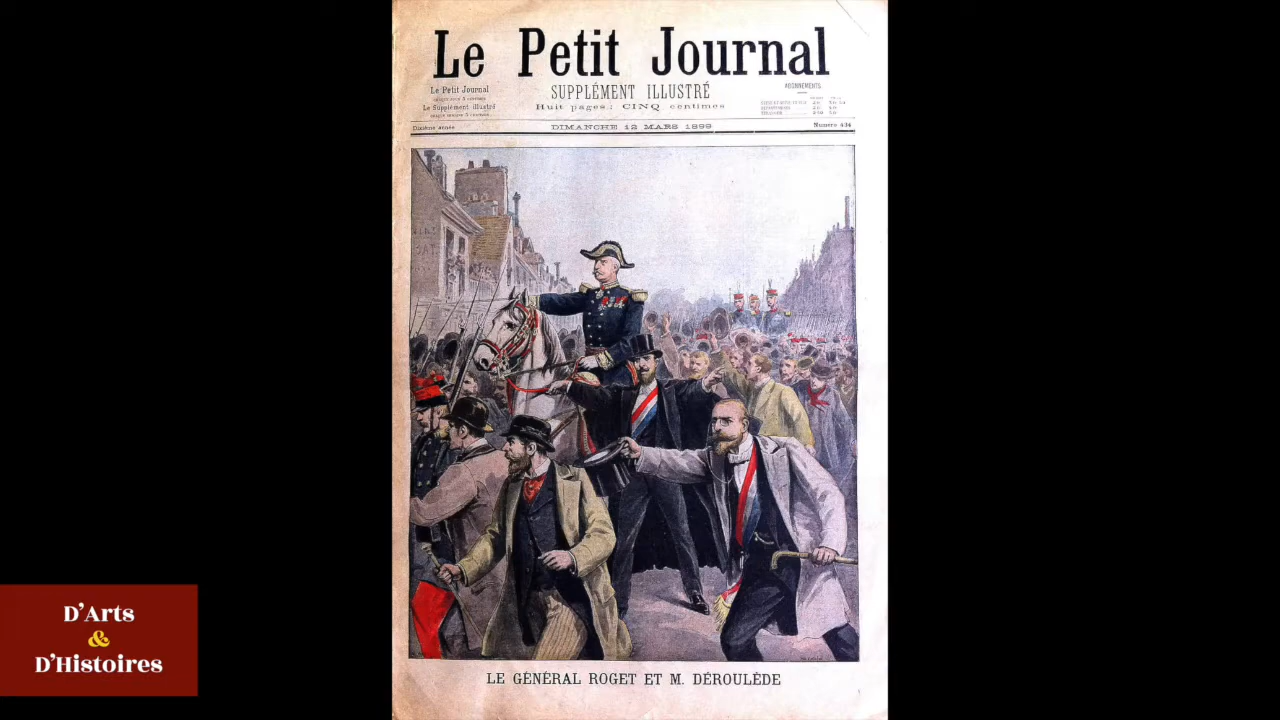 Le Petit Journal
Le Petit Journal
SUPPLÉMENT ILLUSTRÉ
ABONNEMENTS
Le Supplément illustré
Huit pages: CINQ centimes
Dixième année
DIMANCHE 12 MARS 1899
Numéro 434
D'Arts
&
D'Histoires
LE GÉNÉRAL ROGET ET M. DÉROULÈDE